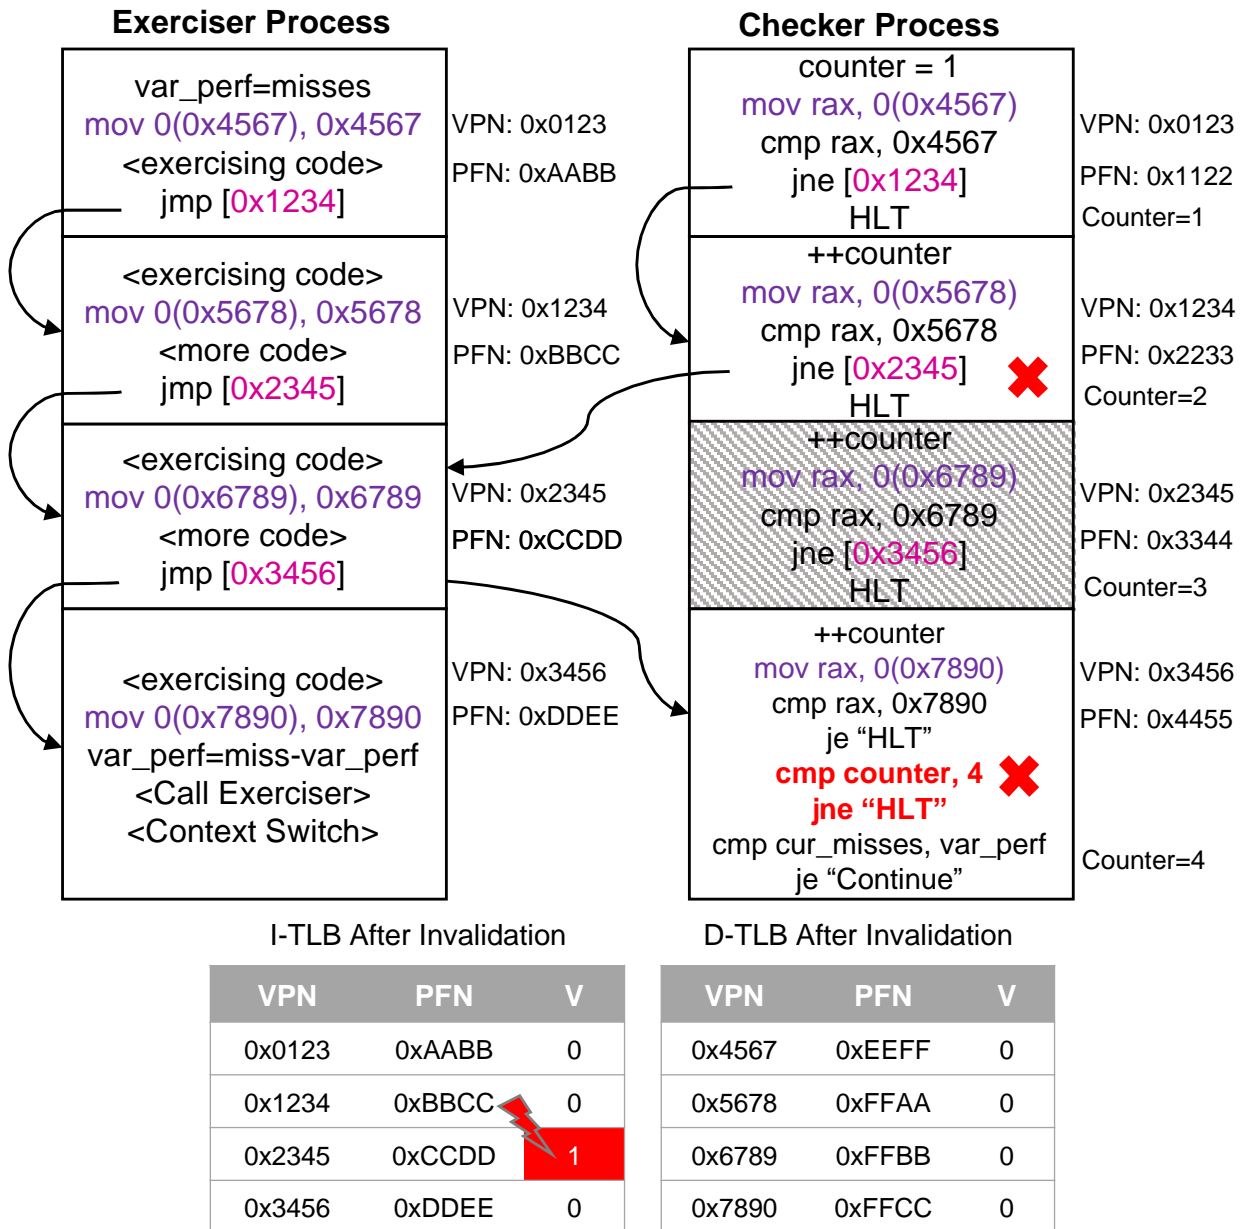 Exerciser Process
var_perf=misses
mov 0(0x4567), 0x4567
<exercising code>
jmp [0x1234]
VPN: 0x0123
PFN: 0xAABB
<exercising code>
mov 0(0x5678), 0x5678
<more code>
jmp [0x2345]
VPN: 0x1234
PFN: 0xBBCC
<exercising code>
mov 0(0x6789), 0x6789
<more code>
jmp [0x3456]
VPN: 0x2345
PFN: 0xCCDD
<exercising code>
mov 0(0x7890), 0x7890
var_perf=miss-var_perf
<Call Exerciser>
<Context Switch>
VPN: 0x3456
PFN: 0xDDEE
Checker Process
counter = 1
mov rax, 0(0x4567)
cmp rax, 0x4567
jne [0x1234]
HLT
VPN: 0x0123
PFN: 0x1122
Counter=1
++counter
mov rax, 0(0x5678)
cmp rax, 0x5678
jne [0x2345]
HLT
VPN: 0x1234
PFN: 0x2233
Counter=2
++counter
mov rax, 0(0x6789)
cmp rax, 0x6789
jne [0x3456]
HLT
VPN: 0x2345
PFN: 0x3344
Counter=3
++counter
mov rax, 0(0x7890)
cmp rax, 0x7890
je “HLT”
cmp counter, 4
jne “HLT”
cmp cur_misses, var_perf
je “Continue”
VPN: 0x3456
PFN: 0x4455
Counter=4
I-TLB After Invalidation
VPN PFN V
0x0123 0xAABB 0
0x1234 0xBBCC 0
0x2345 0xCCDD 1
0x3456 0xDDEE 0
D-TLB After Invalidation
VPN PFN V
0x4567 0xEEFF 0
0x5678 0xFFAA 0
0x6789 0xFFBB 0
0x7890 0xFFCC 0